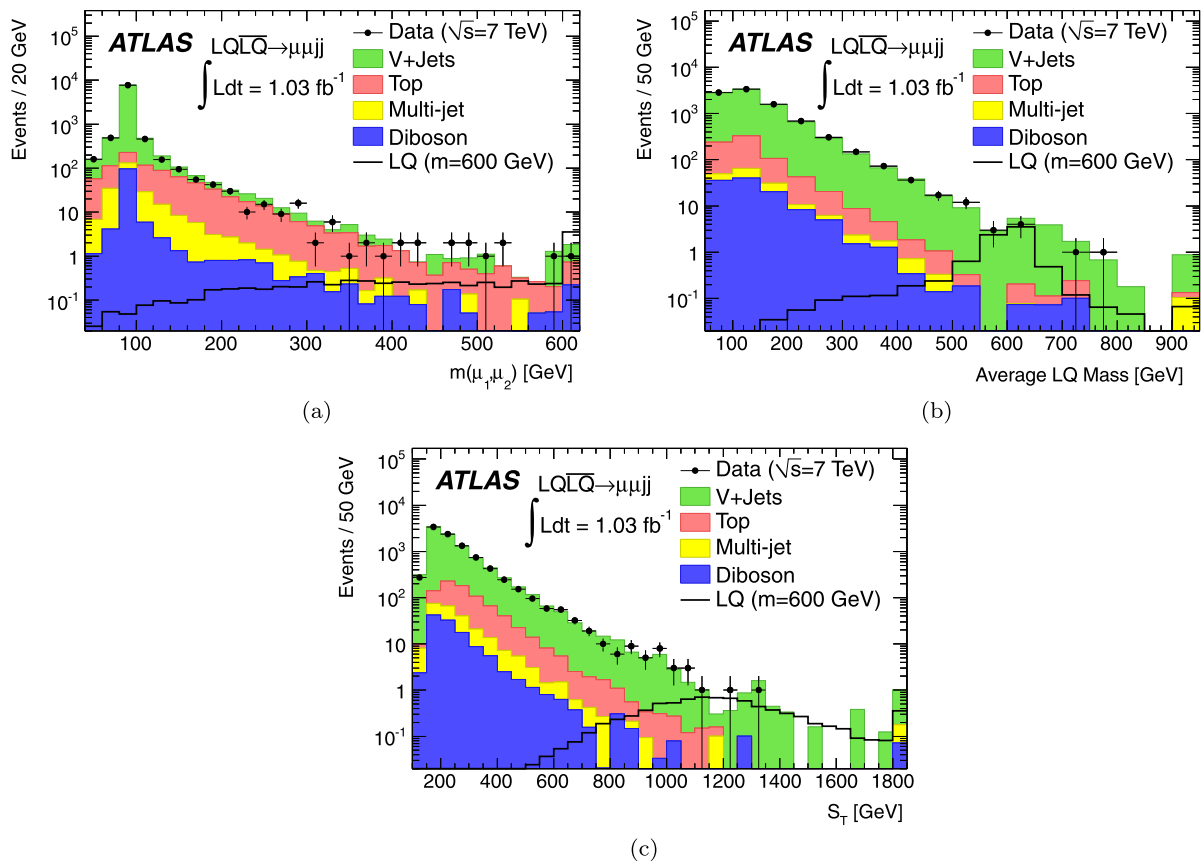 Events / 20 GeV
10⁵
10⁴
10³
10²
10
1
10⁻¹
ATLAS
LQL̅Q̅→μμjj
∫Ldt = 1.03 fb⁻¹
Data (√s=7 TeV)
V+Jets
Top
Multi-jet
Diboson
LQ (m=600 GeV)
100 200 300 400 500 600
m(μ₁,μ₂) [GeV]
(a)
Events / 50 GeV
10⁵
10⁴
10³
10²
10
1
10⁻¹
ATLAS
LQL̅Q̅→μμjj
∫Ldt = 1.03 fb⁻¹
Data (√s=7 TeV)
V+Jets
Top
Multi-jet
Diboson
LQ (m=600 GeV)
100 200 300 400 500 600 700 800 900
Average LQ Mass [GeV]
(b)
Events / 50 GeV
10⁵
10⁴
10³
10²
10
1
10⁻¹
ATLAS
LQL̅Q̅→μμjj
∫Ldt = 1.03 fb⁻¹
Data (√s=7 TeV)
V+Jets
Top
Multi-jet
Diboson
LQ (m=600 GeV)
200 400 600 800 1000 1200 1400 1600 1800
S_T [GeV]
(c)